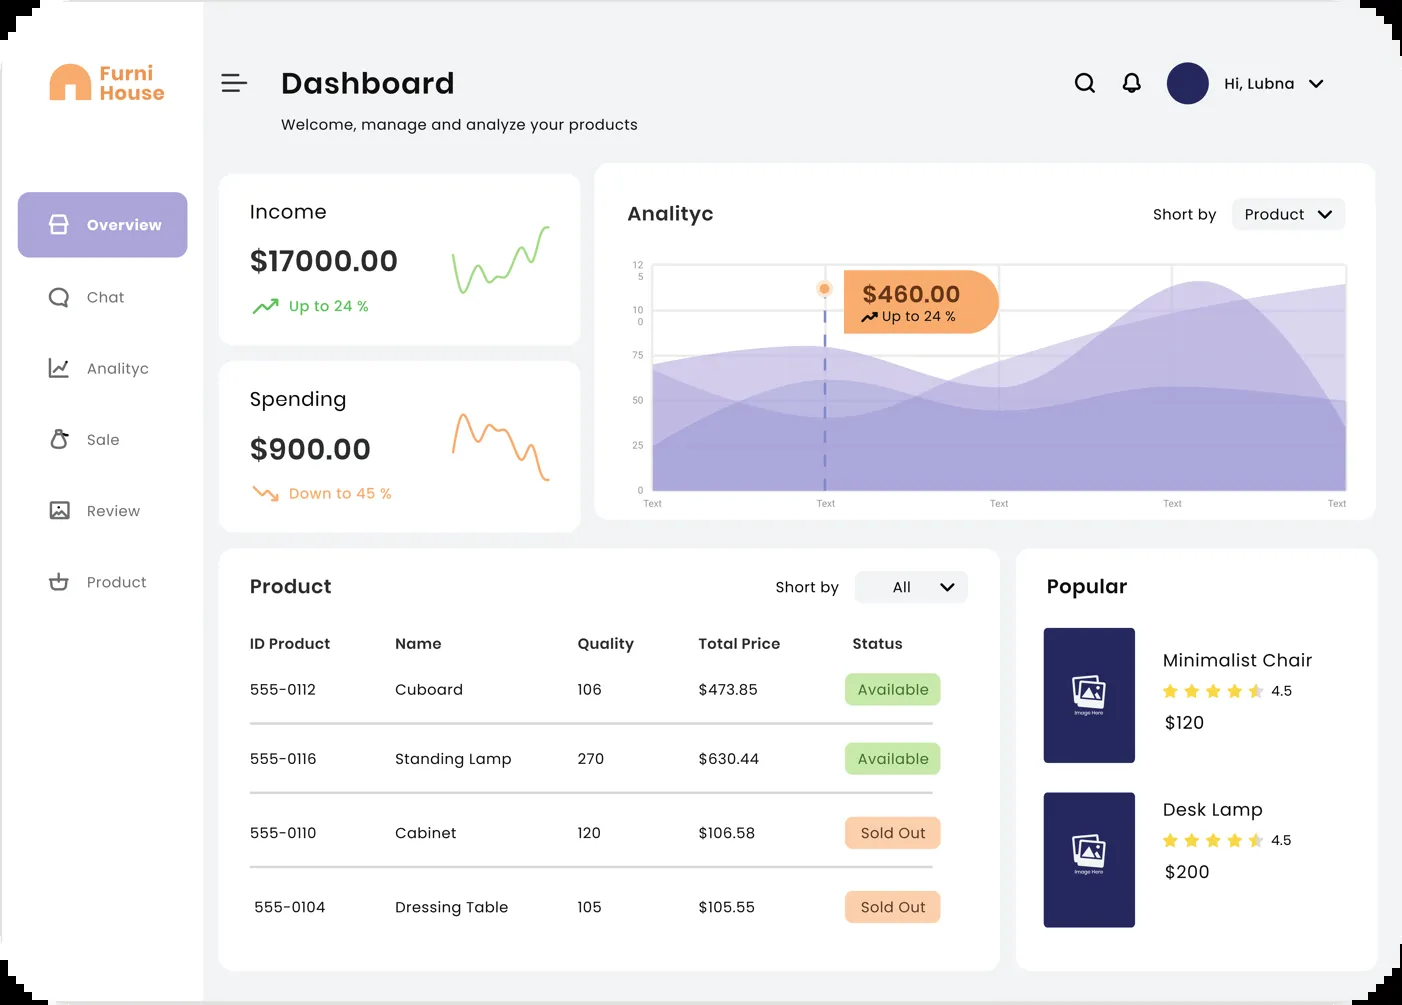 Furni
House
Overview
Chat
Analityc
Sale
Review
Product
Dashboard
Welcome, manage and analyze your products
Hi, Lubna
Income
$17000.00
Up to 24 %
Spending
$900.00
Down to 45 %
Analityc
Short by
Product
12
5
10
0
75
50
25
0
$460.00
Up to 24 %
Text Text Text Text Text
Product
Short by
All
ID Product Name Quality Total Price Status
555-0112 Cuboard 106 $473.85 Available
555-0116 Standing Lamp 270 $630.44 Available
555-0110 Cabinet 120 $106.58 Sold Out
555-0104 Dressing Table 105 $105.55 Sold Out
Popular
Image Here
Minimalist Chair
4.5
$120
Image Here
Desk Lamp
4.5
$200